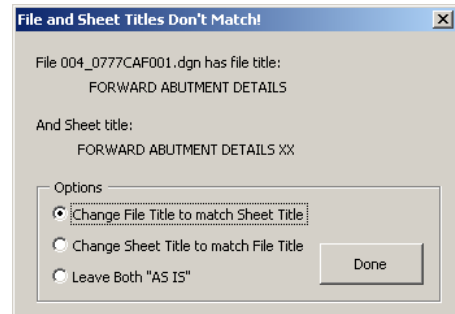 File and Sheet Titles Don't Match!
File 004_0777CAF001.dgn has file title:
FORWARD ABUTMENT DETAILS
And Sheet title:
FORWARD ABUTMENT DETAILS XX
Options
Change File Title to match Sheet Title
Change Sheet Title to match File Title
Leave Both "AS IS"
Done